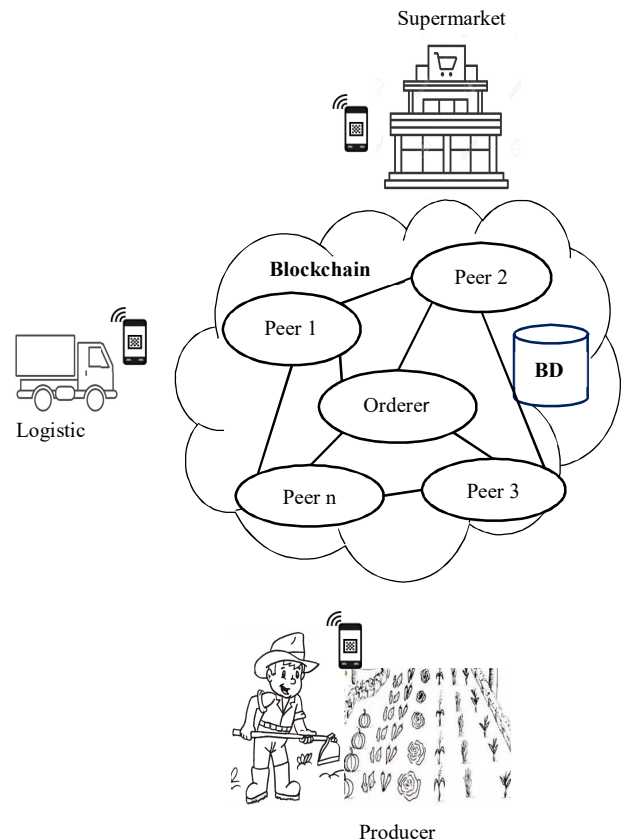 Supermarket
Blockchain
Peer 2
Peer 1
BD
Orderer
Logistic
Peer n
Peer 3
Producer